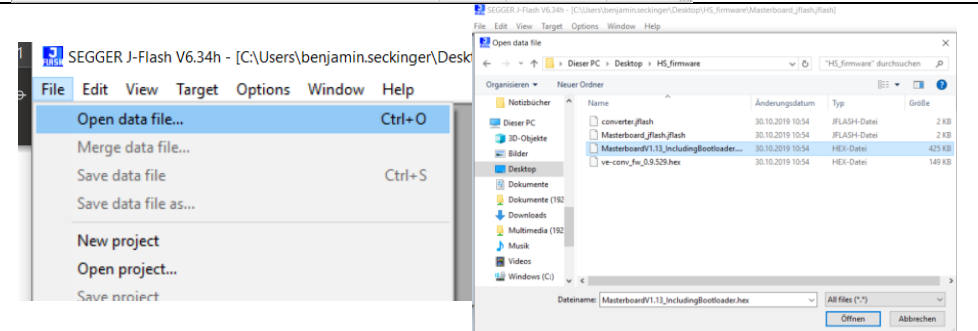 SEGGER J-Flash V6.34h - [C:\Users\benjamin.seckinger\Deskt
File Edit View Target Options Window Help
Open data file... Ctrl+O
Merge data file...
Save data file Ctrl+S
Save data file as...
New project
Open project...
Save project
SEGGER J-Flash V6.34h - [C:\Users\benjamin.seckinger\Desktop\HS_firmware\Masterboard_jflash.jflash]
File Edit View Target Options Window Help
Open data file
Dieser PC > Desktop > HS_firmware
"HS_firmware" durchsuchen
Organisieren Neuer Ordner
Notizbücher
Dieser PC
3D-Objekte
Bilder
Desktop
Dokumente
Dokumente (192
Downloads
Multimedia (192
Musik
Videos
Windows (C:)
Name Änderungsdatum Typ Größe
converter.jflash 30.10.2019 10:54 JFLASH-Datei 2 KB
Masterboard_jflash.jflash 30.10.2019 10:54 JFLASH-Datei 2 KB
MasterboardV1.13_IncludingBootloader.... 30.10.2019 10:54 HEX-Datei 425 KB
ve-conv_fw_0.9.529.hex 30.10.2019 10:54 HEX-Datei 149 KB
Dateiname: MasterboardV1.13_IncludingBootloader.hex All files (*.*)
Öffnen Abbrechen